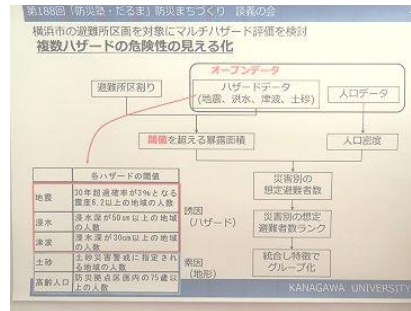 第188回「防災塾・だるま」防災まちづくり 談義の会
横浜市の避難所区画を対象にマルチハザード評価を検討
複数ハザードの危険性の見える化
オープンデータ
避難所区割り
ハザードデータ
(地震、洪水、津波、土砂)
人口データ
閾値を超える暴露面積
人口密度
各ハザードの閾値
地震
30年超過確率が3%となる
震度6.2以上の地域の人数
浸水
浸水深が50㎝以上の地域
の人数
津波
浸水深が30㎝以上の地域
の人数
土砂
土砂災害警戒に指定され
る地域の人数
高齢人口
防災拠点区画内の75歳以
上の人数
誘因
(ハザード)
素因
(地形)
災害別の
想定避難者数
災害別の想定
避難者数ランク
統合し特徴で
グループ化
KANAGAWA UNIVERSITY